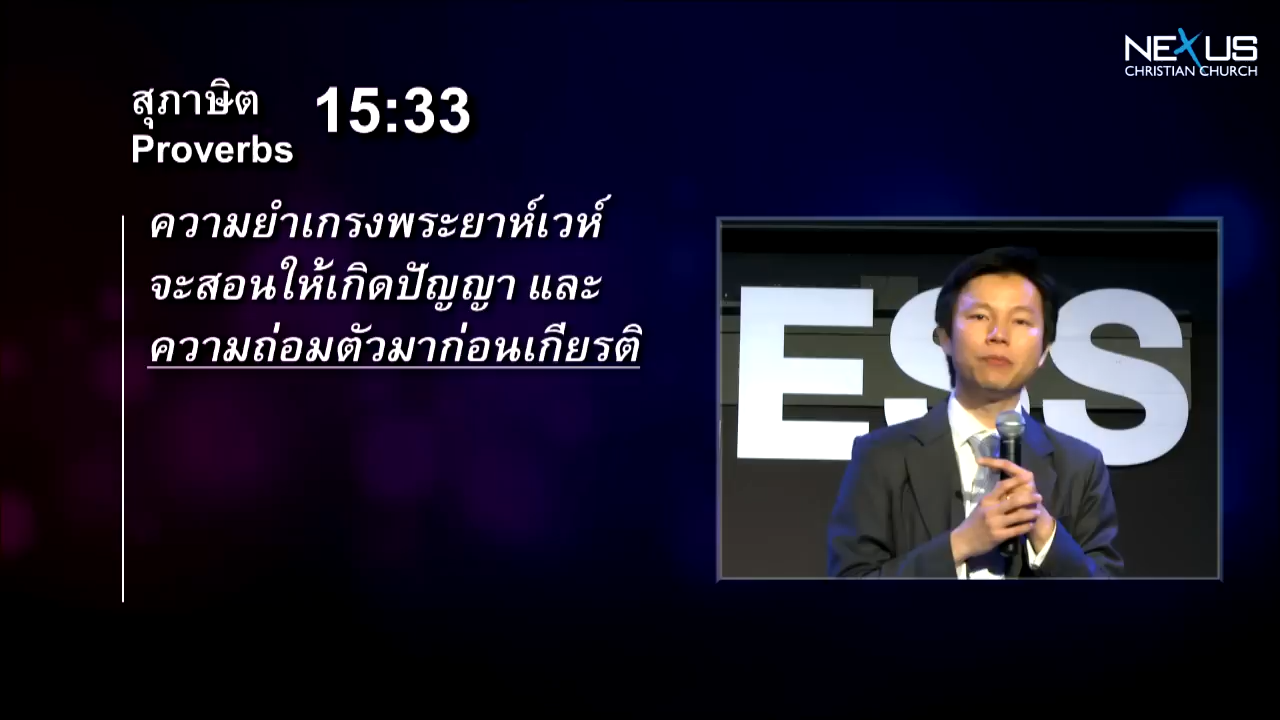 NEXUS
CHRISTIAN CHURCH
สุภาษิต 15:33
Proverbs
ความยำเกรงพระยาห์เวห์
จะสอนให้เกิดปัญญา และ
ความถ่อมตัวมาก่อนเกียรติ
ESS